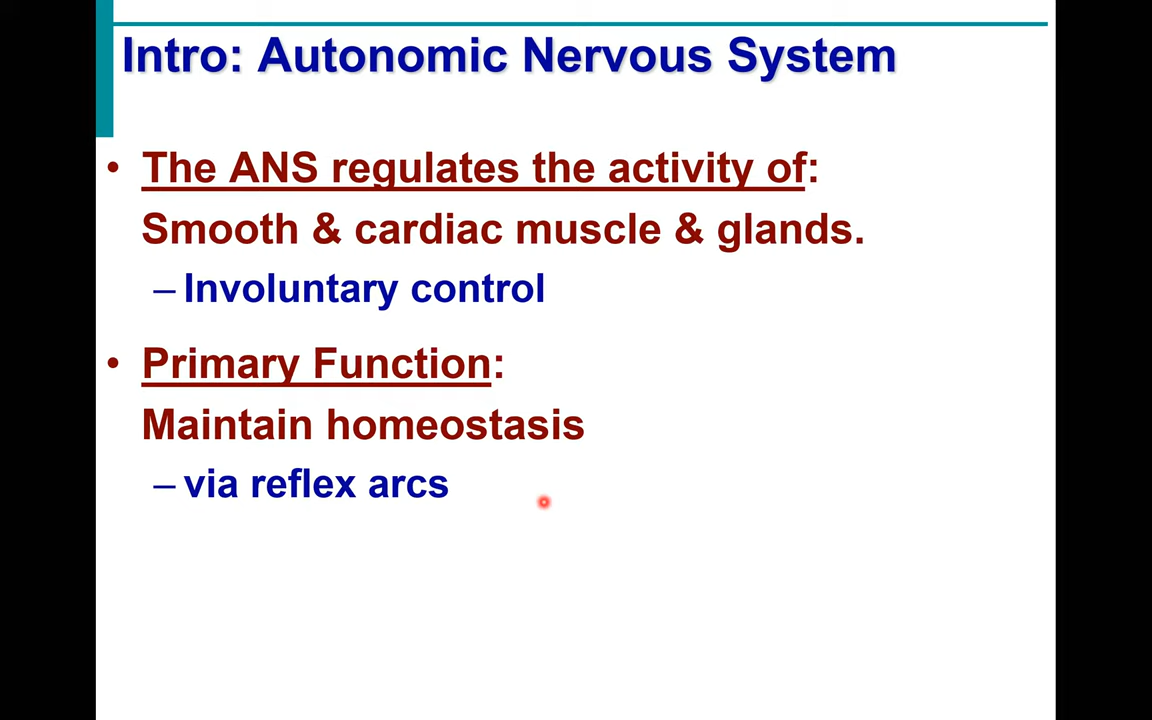 Intro: Autonomic Nervous System
• The ANS regulates the activity of:
Smooth & cardiac muscle & glands.
– Involuntary control
• Primary Function:
Maintain homeostasis
– via reflex arcs